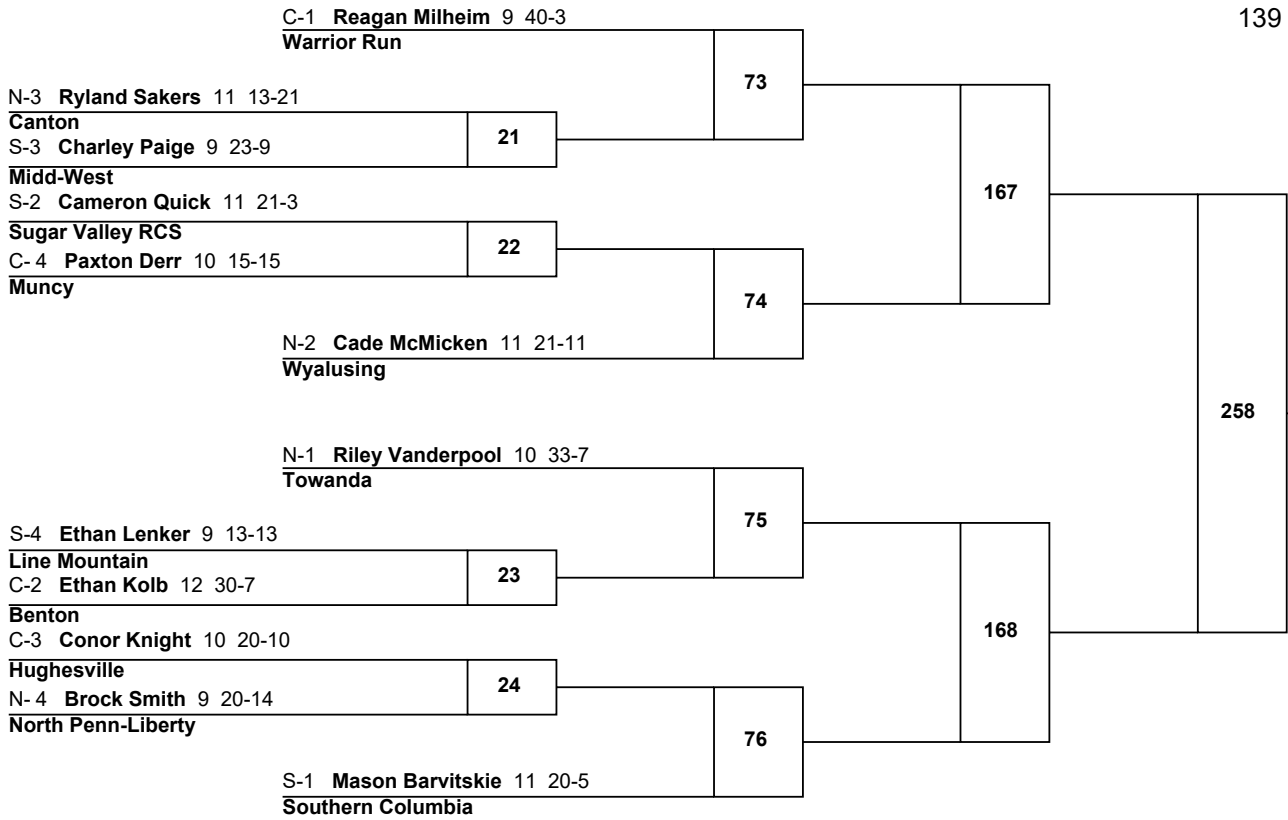 C-1 Reagan Milheim 9 40-3
139
Warrior Run
73
N-3 Ryland Sakers 11 13-21
Canton
21
S-3 Charley Paige 9 23-9
Midd-West
S-2 Cameron Quick 11 21-3
167
Sugar Valley RCS
22
C- 4 Paxton Derr 10 15-15
Muncy
74
N-2 Cade McMicken 11 21-11
Wyalusing
258
N-1 Riley Vanderpool 10 33-7
Towanda
75
S-4 Ethan Lenker 9 13-13
Line Mountain
23
C-2 Ethan Kolb 12 30-7
Benton
C-3 Conor Knight 10 20-10
168
Hughesville
24
N- 4 Brock Smith 9 20-14
North Penn-Liberty
76
S-1 Mason Barvitskie 11 20-5
Southern Columbia